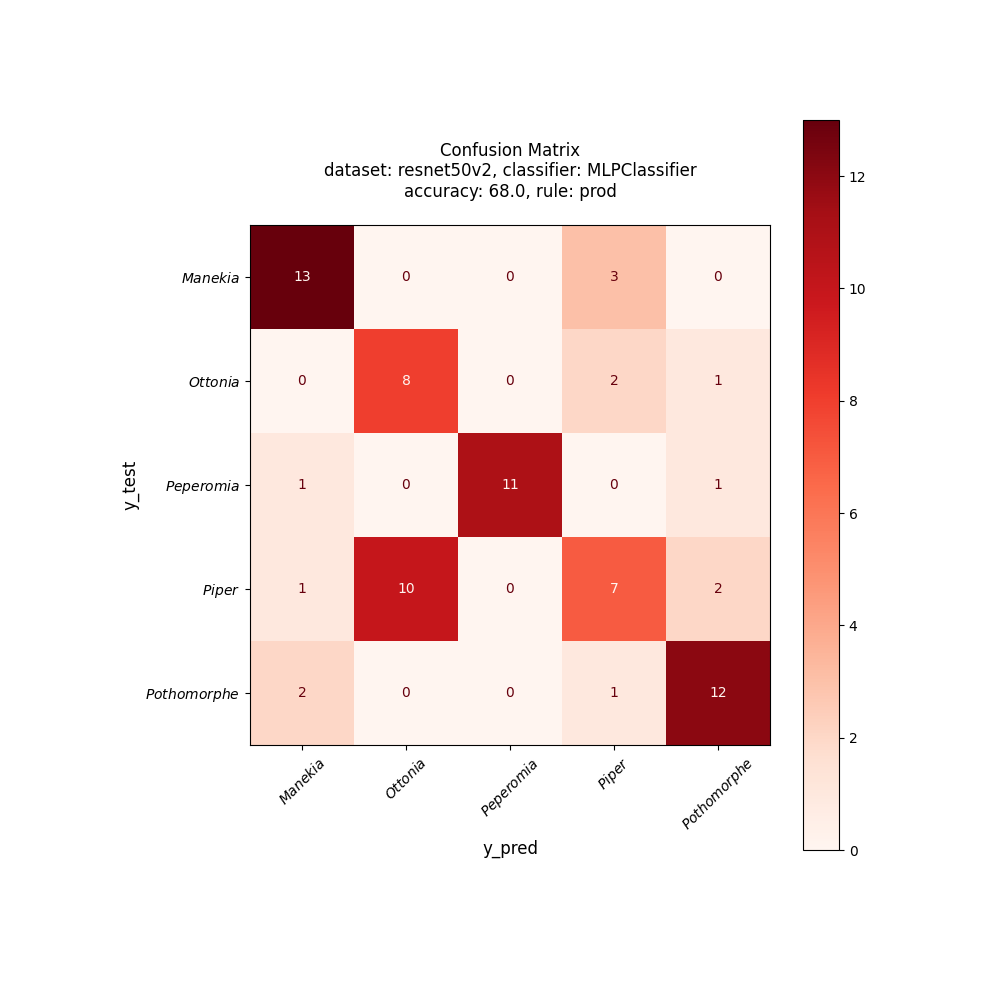 Confusion Matrix
dataset: resnet50v2, classifier: MLPClassifier
accuracy: 68.0, rule: prod
y_test
Manekia 13 0 0 3 0
Ottonia 0 8 0 2 1
Peperomia 1 0 11 0 1
Piper 1 10 0 7 2
Pothomorphe 2 0 0 1 12
Manekia Ottonia Peperomia Piper Pothomorphe
y_pred
12
10
8
6
4
2
0